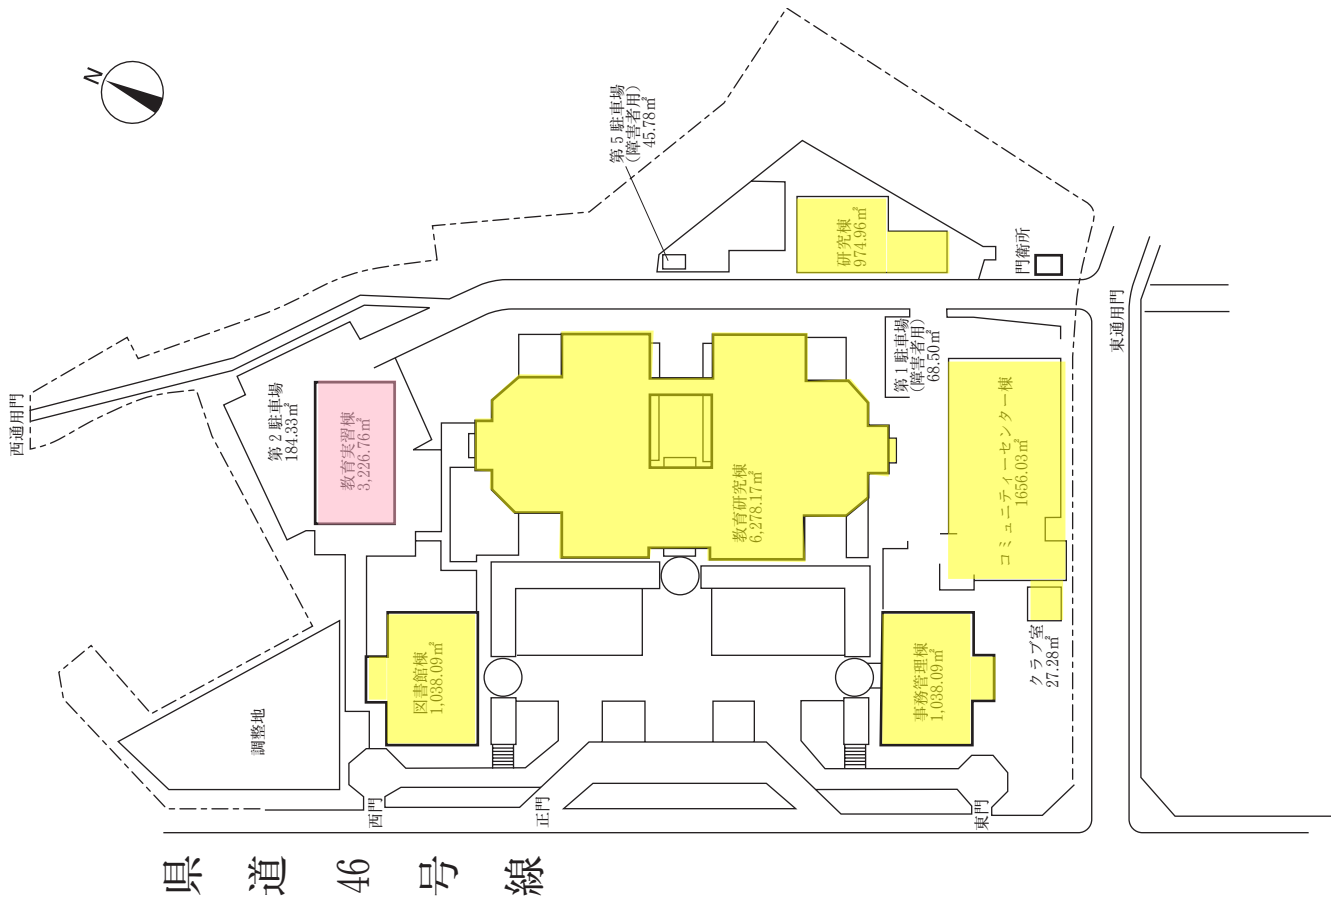 N
西通用門
第2駐車場
184.33㎡
教育実習棟
3,226.76㎡
第5駐車場
(障害者用)
45.78㎡
研究棟
974.96㎡
門衛所
東通用門
第1駐車場
(障害者用)
68.50㎡
教育研究棟
6,278.17㎡
コミュニティーセンター棟
1656.03㎡
クラブ室
27.28㎡
図書館棟
1,038.09㎡
事務管理棟
1,038.09㎡
調整地
西門
正門
東門
県道46号線